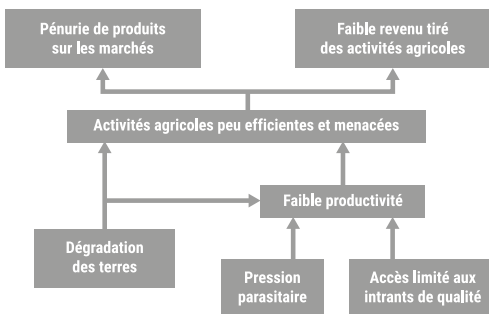 Pénurie de produits
sur les marchés
Faible revenu tiré
des activités agricoles
Activités agricoles peu efficientes et menacées
Faible productivité
Dégradation
des terres
Pression
parasitaire
Accès limité aux
intrants de qualité